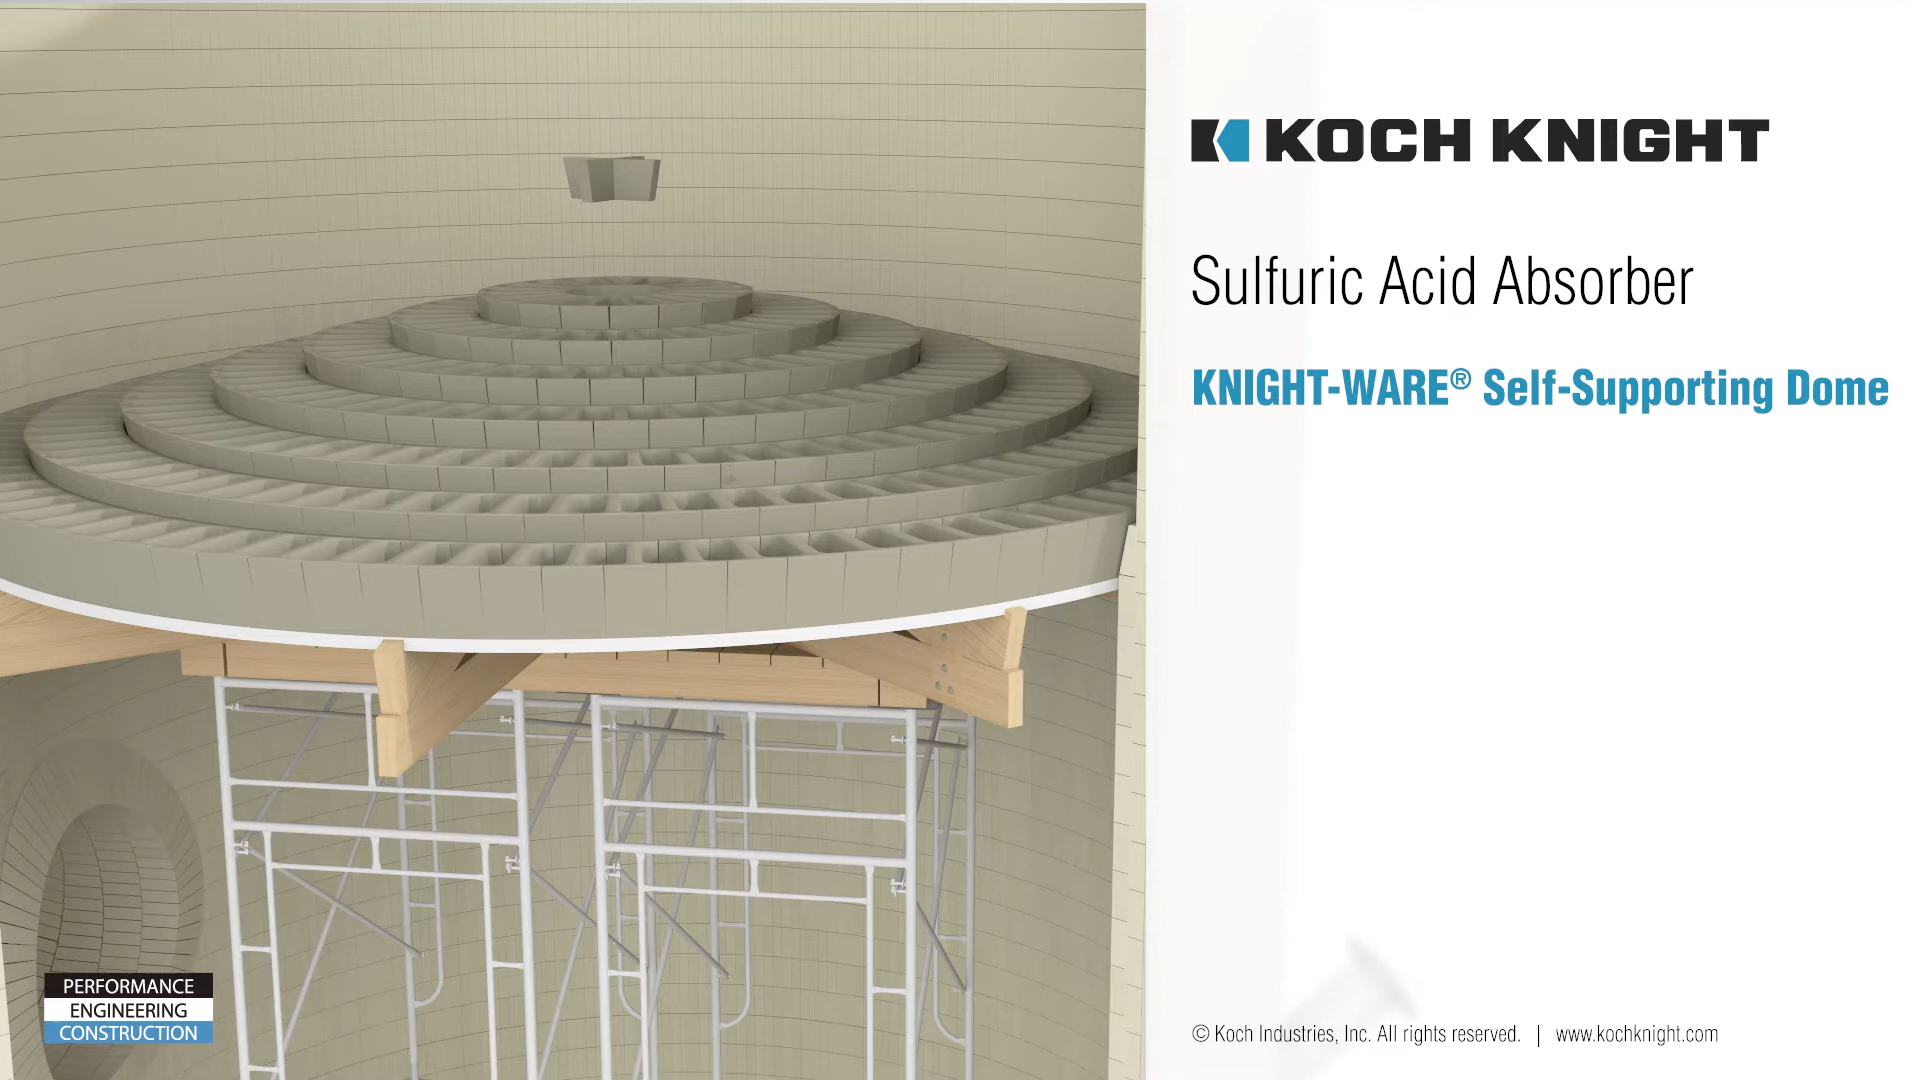 KOCH KNIGHT
Sulfuric Acid Absorber
KNIGHT-WARE® Self-Supporting Dome
PERFORMANCE
ENGINEERING
CONSTRUCTION
© Koch Industries, Inc. All rights reserved. | www.kochknight.com